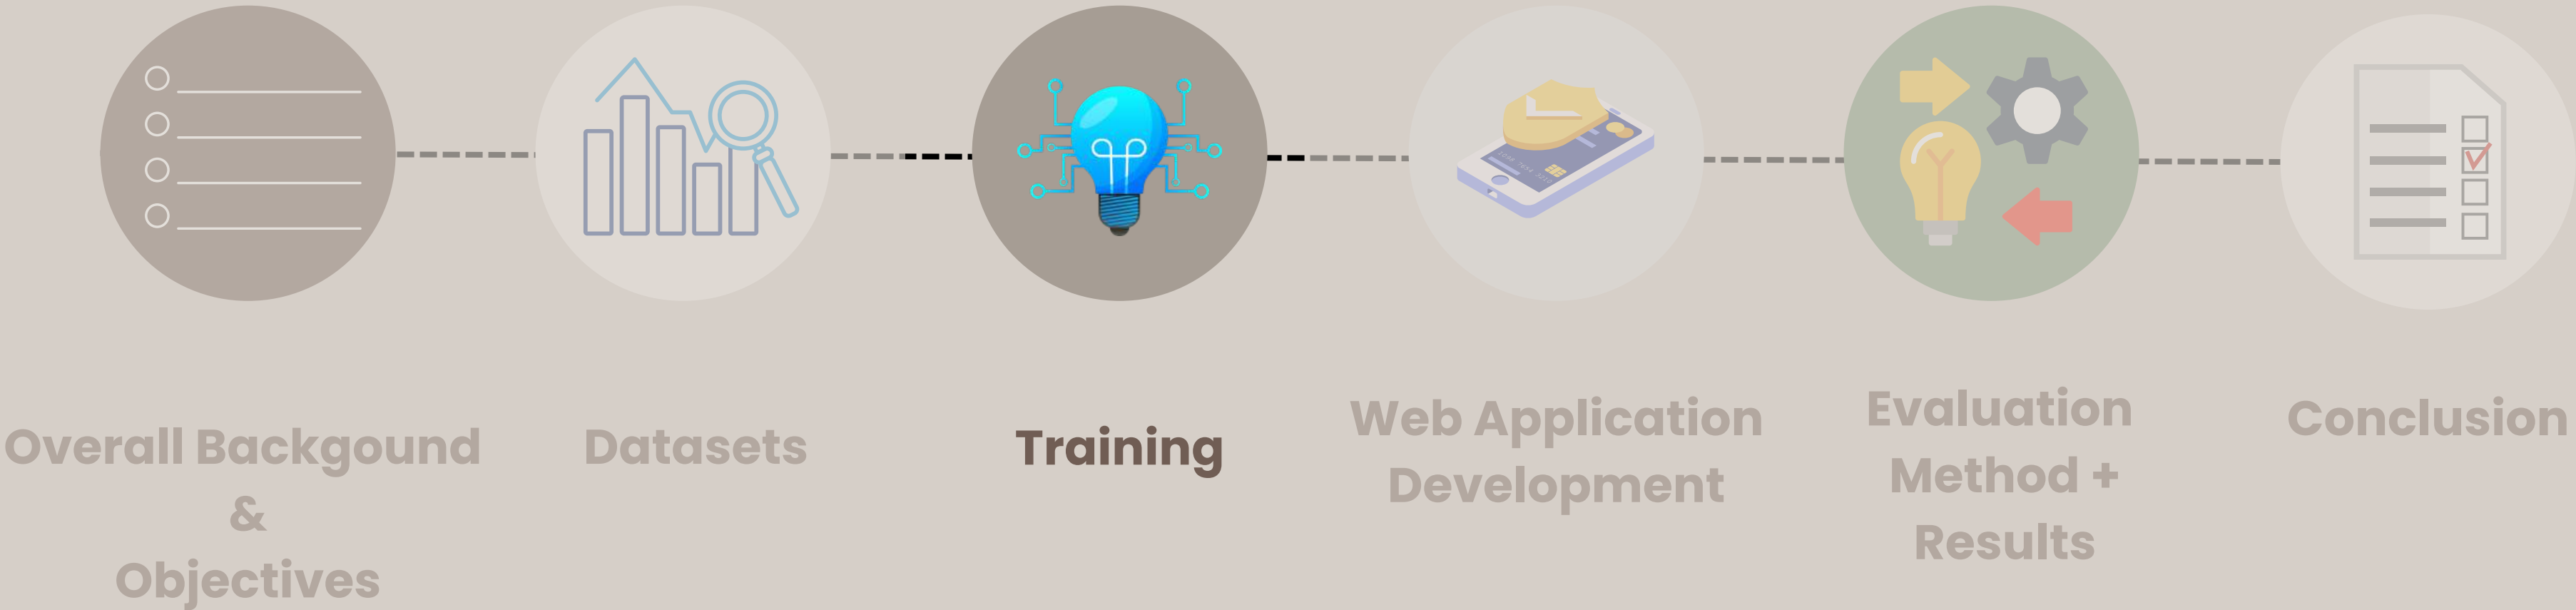 Overall Backgound
&
Objectives
Datasets
Training
Web Application
Development
Evaluation
Method +
Results
Conclusion